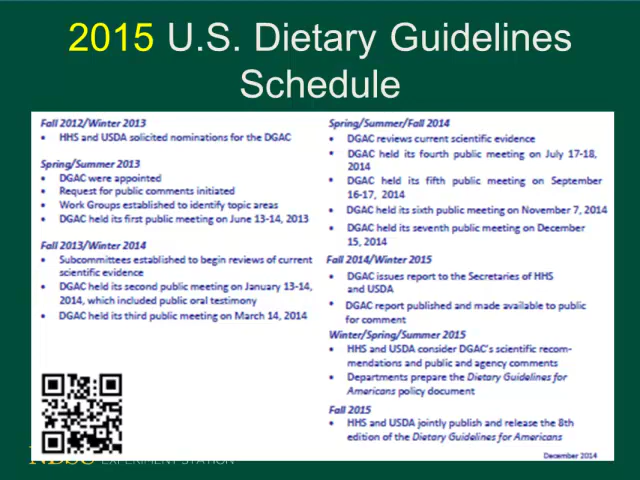 2015 U.S. Dietary Guidelines
Schedule
Fall 2012/Winter 2013
• HHS and USDA solicited nominations for the DGAC
Spring/Summer 2013
• DGAC were appointed
• Request for public comments initiated
• Work Groups established to identify topic areas
• DGAC held its first public meeting on June 13-14, 2013
Fall 2013/Winter 2014
• Subcommittees established to begin reviews of current
scientific evidence
• DGAC held its second public meeting on January 13-14,
2014, which included public oral testimony
• DGAC held its third public meeting on March 14, 2014
Spring/Summer/Fall 2014
• DGAC reviews current scientific evidence
• DGAC held its fourth public meeting on July 17-18,
2014
• DGAC held its fifth public meeting on September
16-17, 2014
• DGAC held its sixth public meeting on November 7, 2014
• DGAC held its seventh public meeting on December
15, 2014
Fall 2014/Winter 2015
• DGAC issues report to the Secretaries of HHS
and USDA
• DGAC report published and made available to public
for comment
Winter/Spring/Summer 2015
• HHS and USDA consider DGAC's scientific recom-
mendations and public and agency comments
• Departments prepare the Dietary Guidelines for
Americans policy document
Fall 2015
• HHS and USDA jointly publish and release the 8th
edition of the Dietary Guidelines for Americans
December 2014
EXPERIMENT STATION